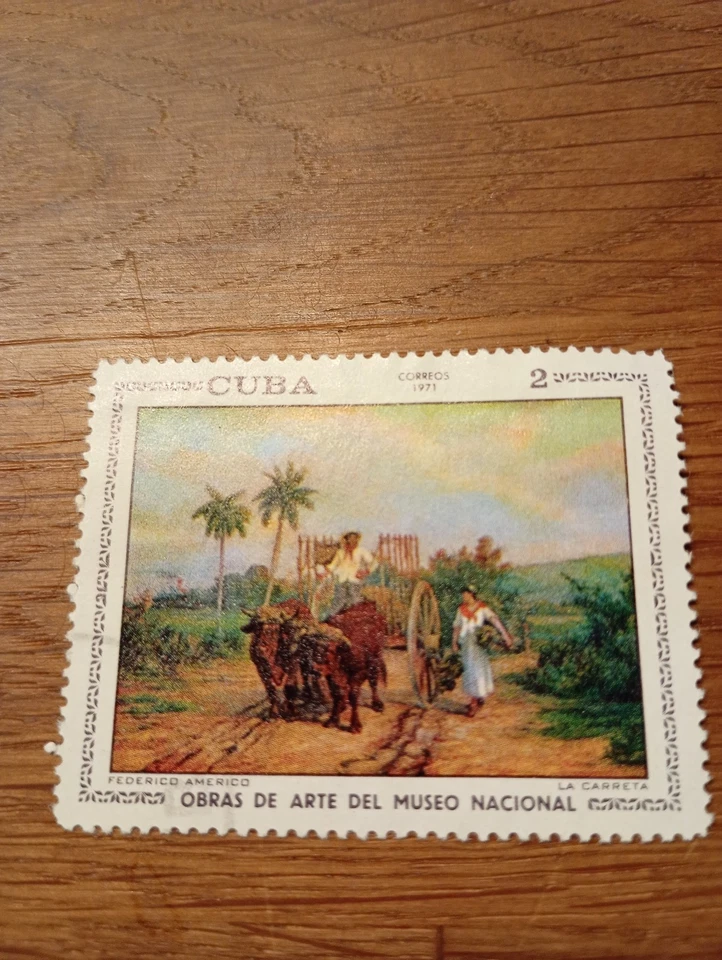 CUBA
CORREOS
1971
2
FEDERICO AMERICO
LA CARRETA
OBRAS DE ARTE DEL MUSEO NACIONAL